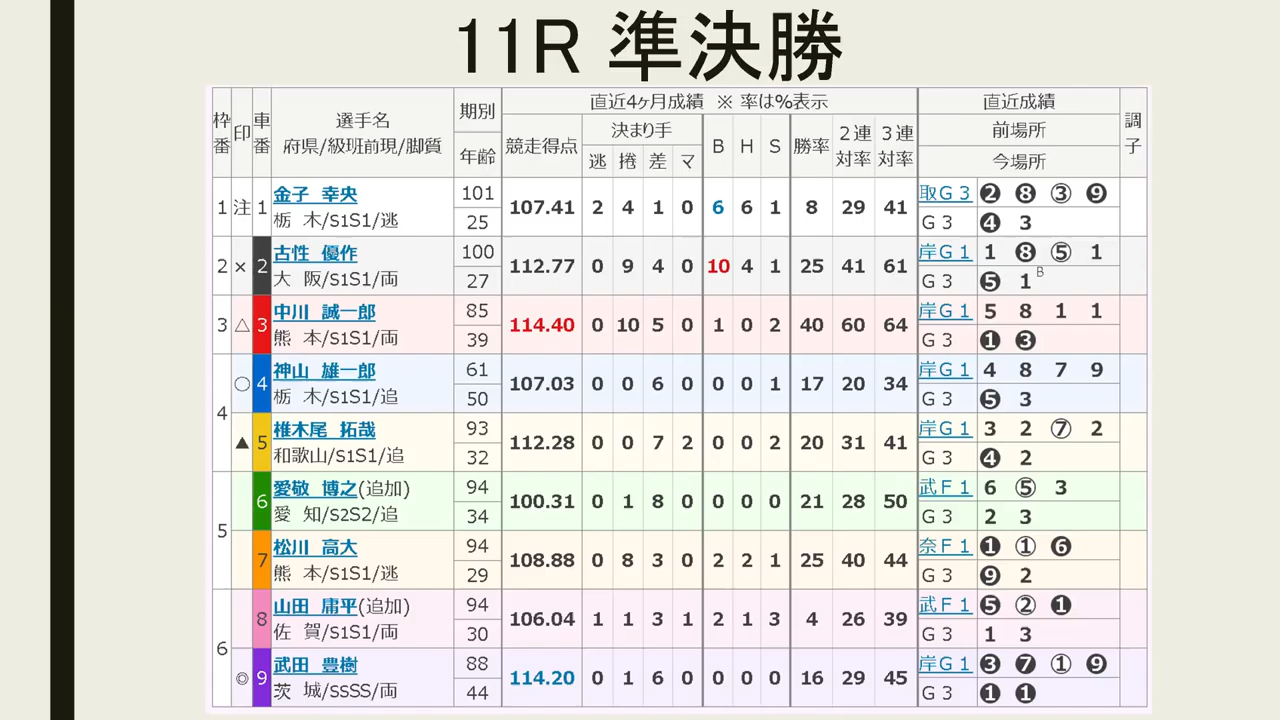 11R 準決勝
枠番 印 車番 選手名 府県/級班前現/脚質 期別 年齢 直近4ヶ月成績 ※ 率は%表示 直近成績 調子
競走得点 決まり手 B H S 勝率 2連対率 3連対率 前場所 今場所
逃 捲 差 マ
1 注 1 金子 幸央 101 107.41 2 4 1 0 6 6 1 8 29 41 取G3 ❷ ❽ ③ ❾
栃 木/S1S1/逃 25 G3 ❹ 3
2 × 2 古性 優作 100 112.77 0 9 4 0 10 4 1 25 41 61 岸G1 1 ❽ ⑤ 1
大 阪/S1S1/両 27 G3 ❺ 1 B
3 △ 3 中川 誠一郎 85 114.40 0 10 5 0 1 0 2 40 60 64 岸G1 5 8 1 1
熊 本/S1S1/両 39 G3 ❶ ❸
4 ○ 4 神山 雄一郎 61 107.03 0 0 6 0 0 0 1 17 20 34 岸G1 4 8 7 9
栃 木/S1S1/追 50 G3 ❺ 3
▲ 5 椎木尾 拓哉 93 112.28 0 0 7 2 0 0 2 20 31 41 岸G1 3 2 ⑦ 2
和歌山/S1S1/追 32 G3 ❹ 2
5 6 愛敬 博之(追加) 94 100.31 0 1 8 0 0 0 0 21 28 50 武F1 6 ⑤ 3
愛 知/S2S2/追 34 G3 2 3
7 松川 高大 94 108.88 0 8 3 0 2 2 1 25 40 44 奈F1 ❶ ① ❻
熊 本/S1S1/逃 29 G3 ❾ 2
6 8 山田 庸平(追加) 94 106.04 1 1 3 1 2 1 3 4 26 39 武F1 ❺ ② ❶
佐 賀/S1S1/両 30 G3 1 3
◎ 9 武田 豊樹 88 114.20 0 1 6 0 0 0 0 16 29 45 岸G1 ❸ ❼ ① ❾
茨 城/SSSS/両 44 G3 ❶ ❶